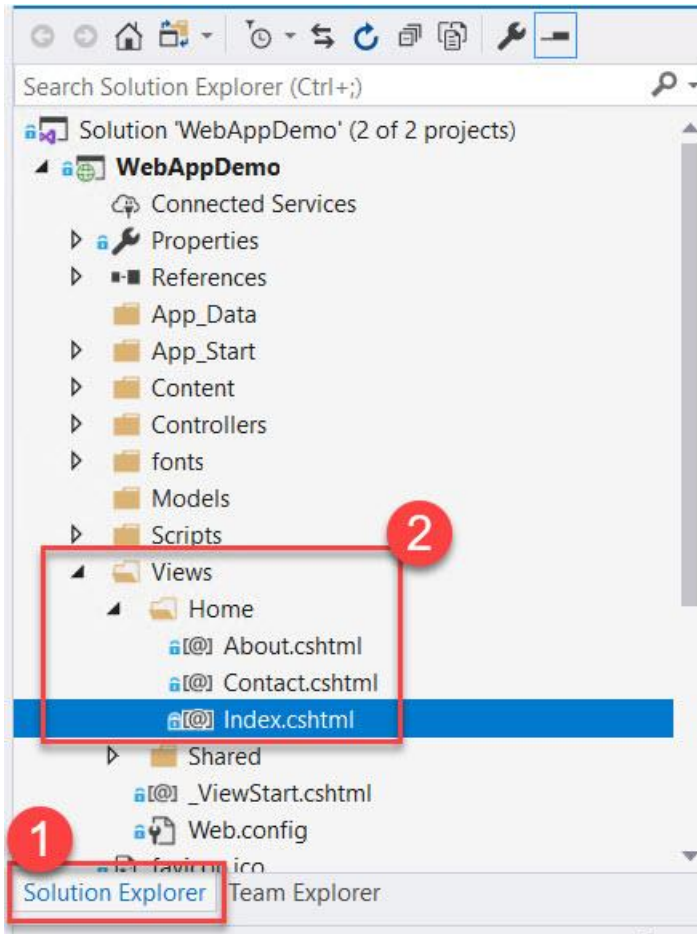 Search Solution Explorer (Ctrl+;)
Solution 'WebAppDemo' (2 of 2 projects)
WebAppDemo
Connected Services
Properties
References
App_Data
App_Start
Content
Controllers
fonts
Models
Scripts
2
Views
Home
[@] About.cshtml
[@] Contact.cshtml
[@] Index.cshtml
Shared
[@] _ViewStart.cshtml
Web.config
1
favicon.ico
Solution Explorer Team Explorer